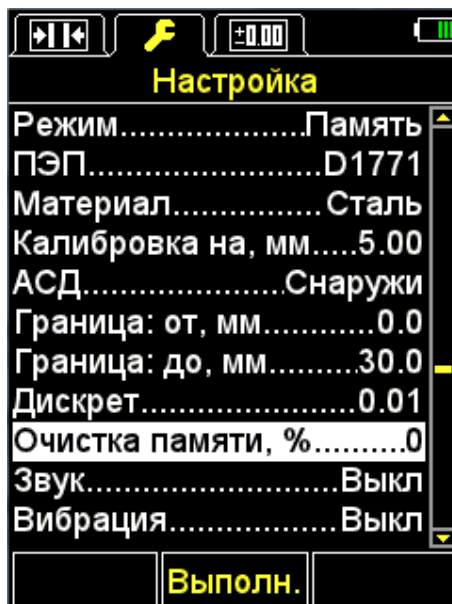 ±0.00
Настройка
Режим....................Память
ПЭП.......................D1771
Материал................Сталь
Калибровка на, мм.....5.00
АСД......................Снаружи
Граница: от, мм..........0.0
Граница: до, мм..........30.0
Дискрет.....................0.01
Очистка памяти, %..........0
Звук.........................Выкл
Вибрация.................Выкл
Выполн.